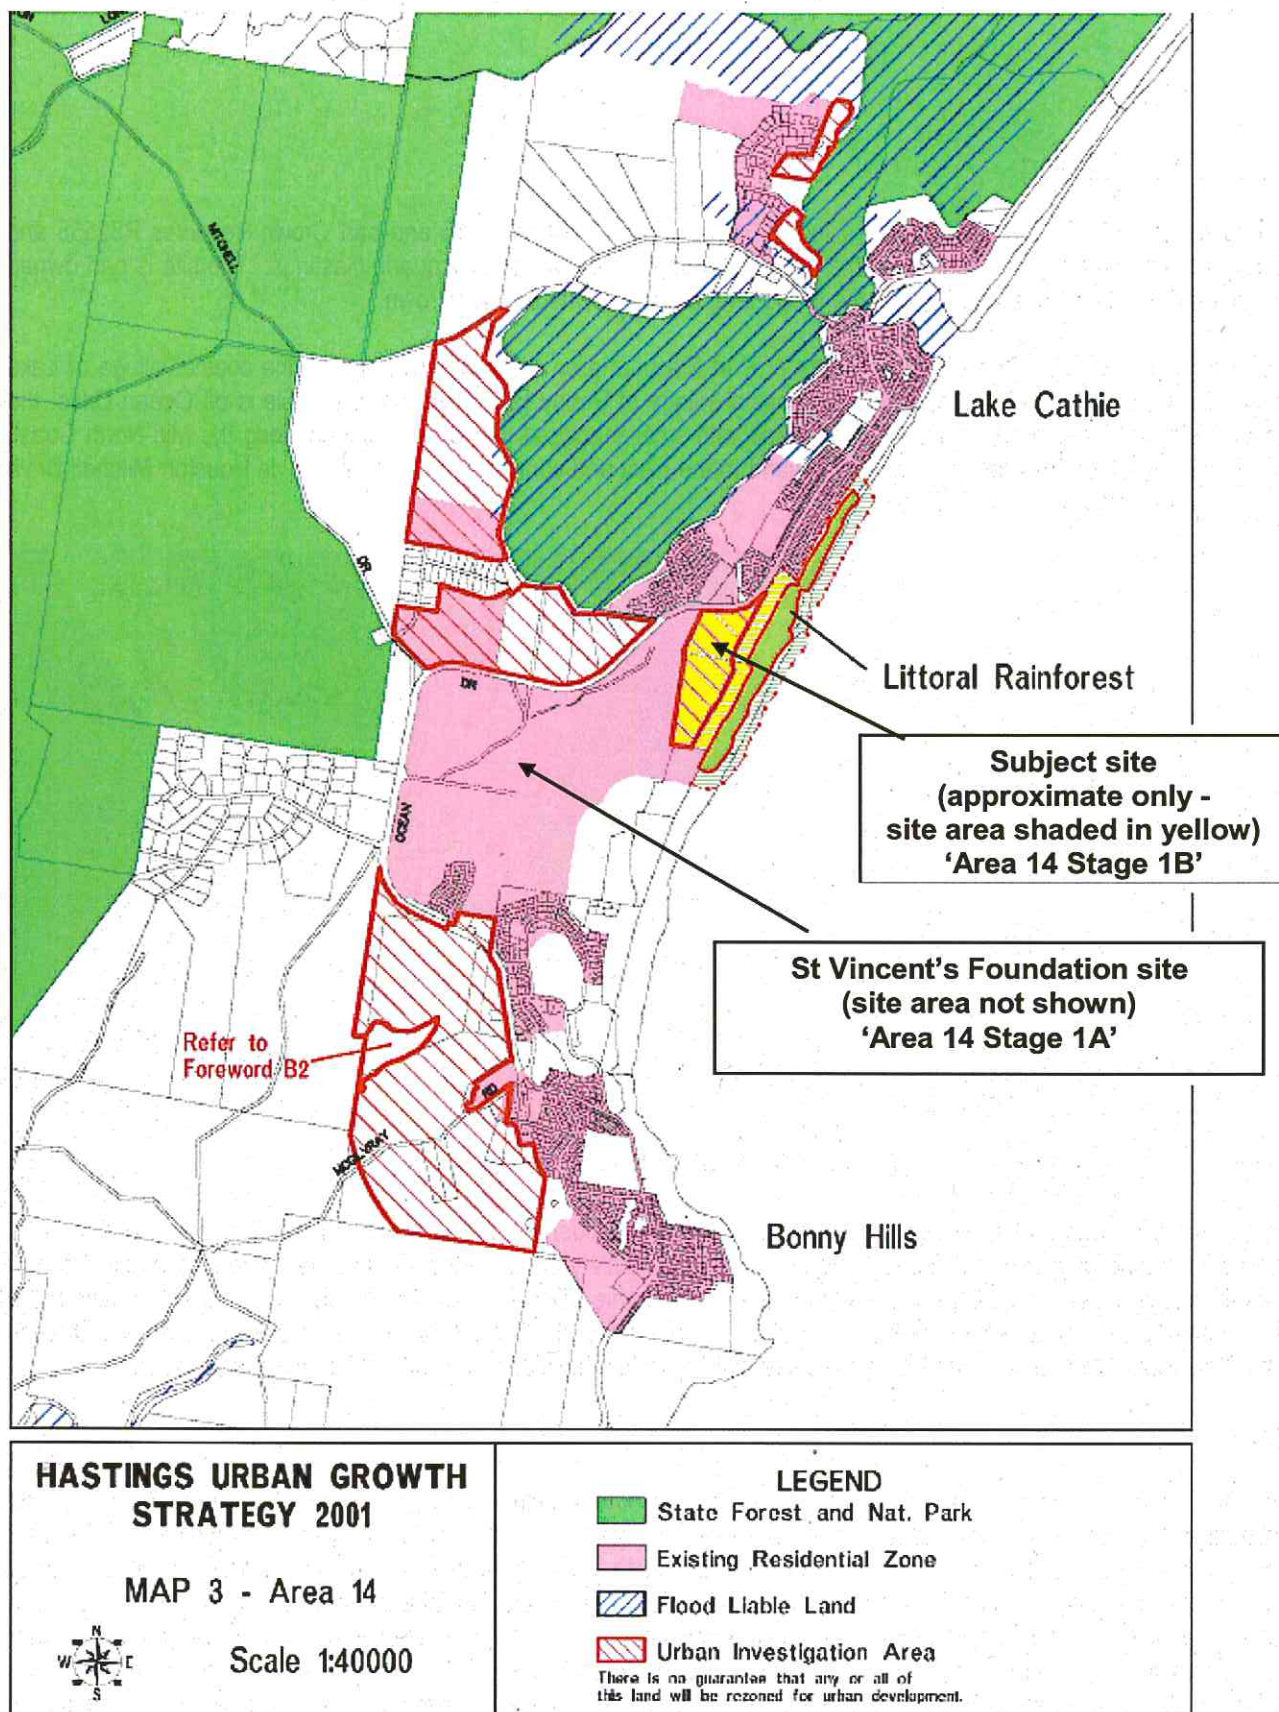 MITCHELL
DR
Lake Cathie
Littoral Rainforest
DR
Subject site
(approximate only -
site area shaded in yellow)
‘Area 14 Stage 1B’
OCEAN
St Vincent’s Foundation site
(site area not shown)
‘Area 14 Stage 1A’
Refer to
Foreword B2
RD
Bonny Hills
HASTINGS URBAN GROWTH
STRATEGY 2001
MAP 3 - Area 14
N
W E
S
Scale 1:40000
LEGEND
State Forest and Nat. Park
Existing Residential Zone
Flood Liable Land
Urban Investigation Area
There is no guarantee that any or all of
this land will be rezoned for urban development.